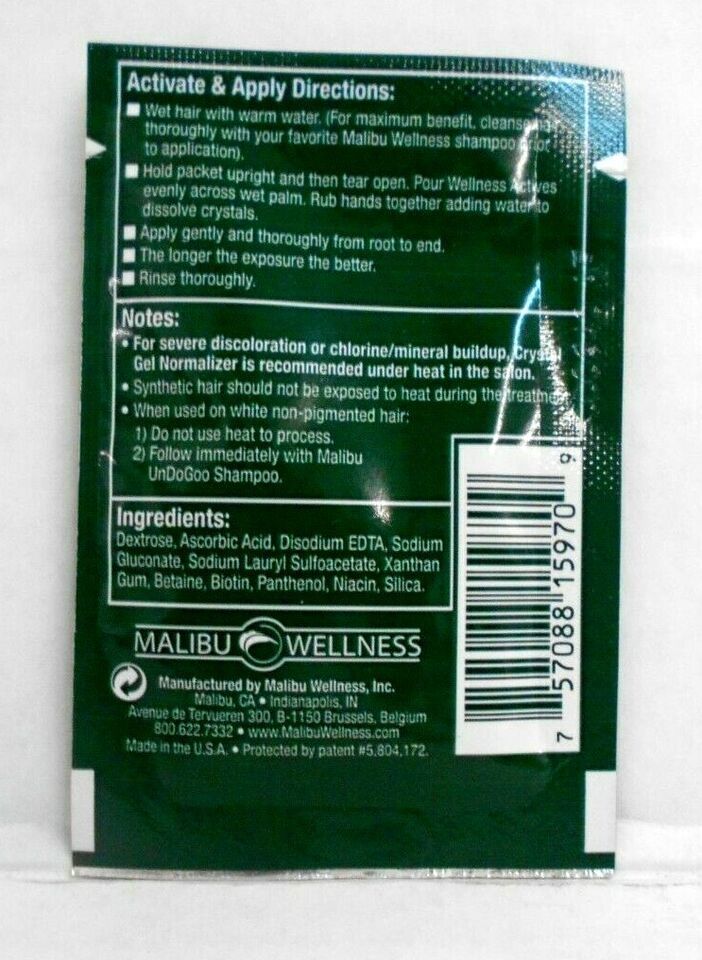 Activate & Apply Directions:
Wet hair with warm water. (For maximum benefit, cleanse
thoroughly with your favorite Malibu Wellness shampoo prior
to application).
Hold packet upright and then tear open. Pour Wellness Actives
evenly across wet palm. Rub hands together adding water to
dissolve crystals.
Apply gently and thoroughly from root to end.
The longer the exposure the better.
Rinse thoroughly.
Notes:
• For severe discoloration or chlorine/mineral buildup, Crystal
Gel Normalizer is recommended under heat in the salon.
• Synthetic hair should not be exposed to heat during the treatment.
• When used on white non-pigmented hair:
1) Do not use heat to process.
2) Follow immediately with Malibu
UnDoGoo Shampoo.
Ingredients:
Dextrose, Ascorbic Acid, Disodium EDTA, Sodium
Gluconate, Sodium Lauryl Sulfoacetate, Xanthan
Gum, Betaine, Biotin, Panthenol, Niacin, Silica.
MALIBU WELLNESS
Manufactured by Malibu Wellness, Inc.
Malibu, CA • Indianapolis, IN
Avenue de Tervueren 300, B-1150 Brussels, Belgium
800.622.7332 • www.MalibuWellness.com
Made in the U.S.A. • Protected by patent #5,804,172.
7 57088 15970 9